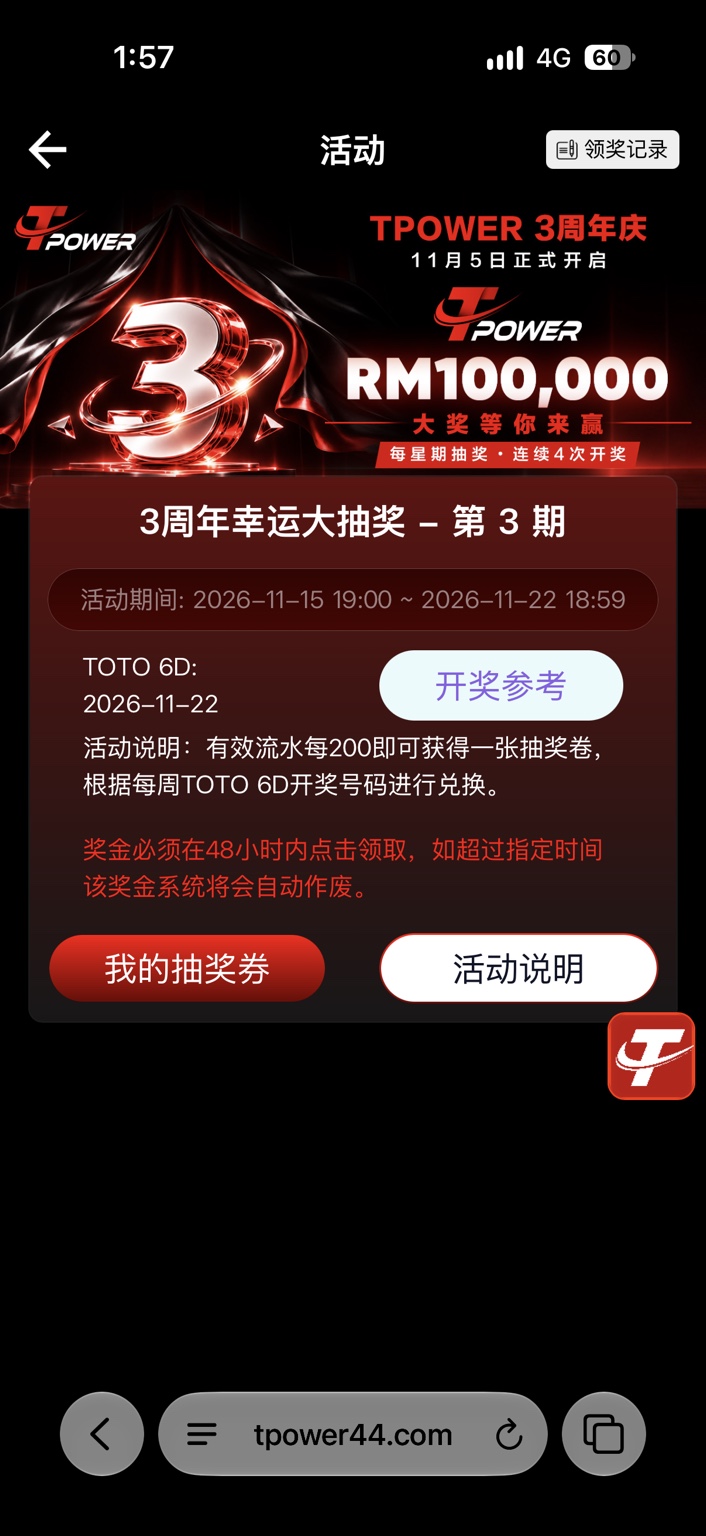 1:57
4G
60
活动
领奖记录
TPOWER
TPOWER 3周年庆
11月5日正式开启
TPOWER
3
RM100,000
大奖等你来赢
每星期抽奖·连续4次开奖
3周年幸运大抽奖 – 第 3 期
活动期间: 2026–11–15 19:00 ~ 2026–11–22 18:59
TOTO 6D:
2026–11–22
开奖参考
活动说明：有效流水每200即可获得一张抽奖卷，
根据每周TOTO 6D开奖号码进行兑换。
奖金必须在48小时内点击领取，如超过指定时间
该奖金系统将会自动作废。
我的抽奖券
活动说明
T
tpower44.com